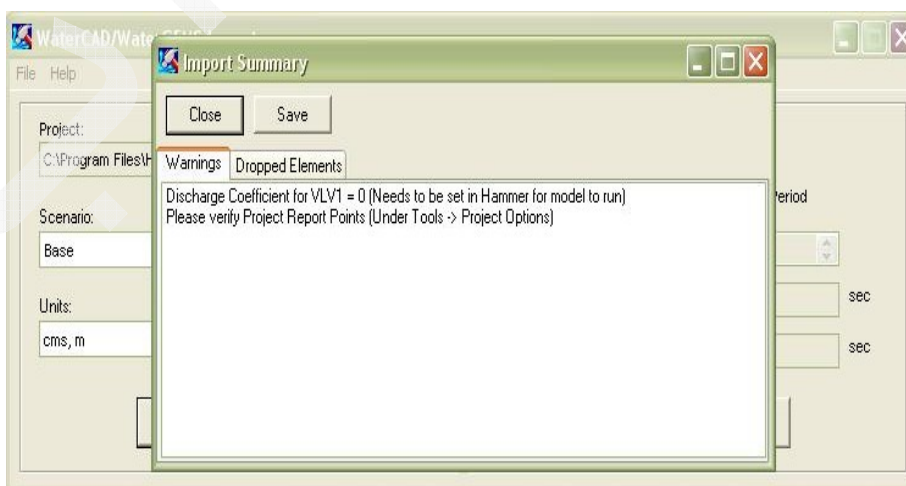 WaterCAD/Wate
Import Summary
File Help
Close Save
Project:
C:\Program Files\H
Warnings Dropped Elements
Discharge Coefficient for VLV1 = 0 (Needs to be set in Hammer for model to run)
Please verify Project Report Points (Under Tools -> Project Options)
Period
Scenario:
Base
Units:
sec
cms, m
sec